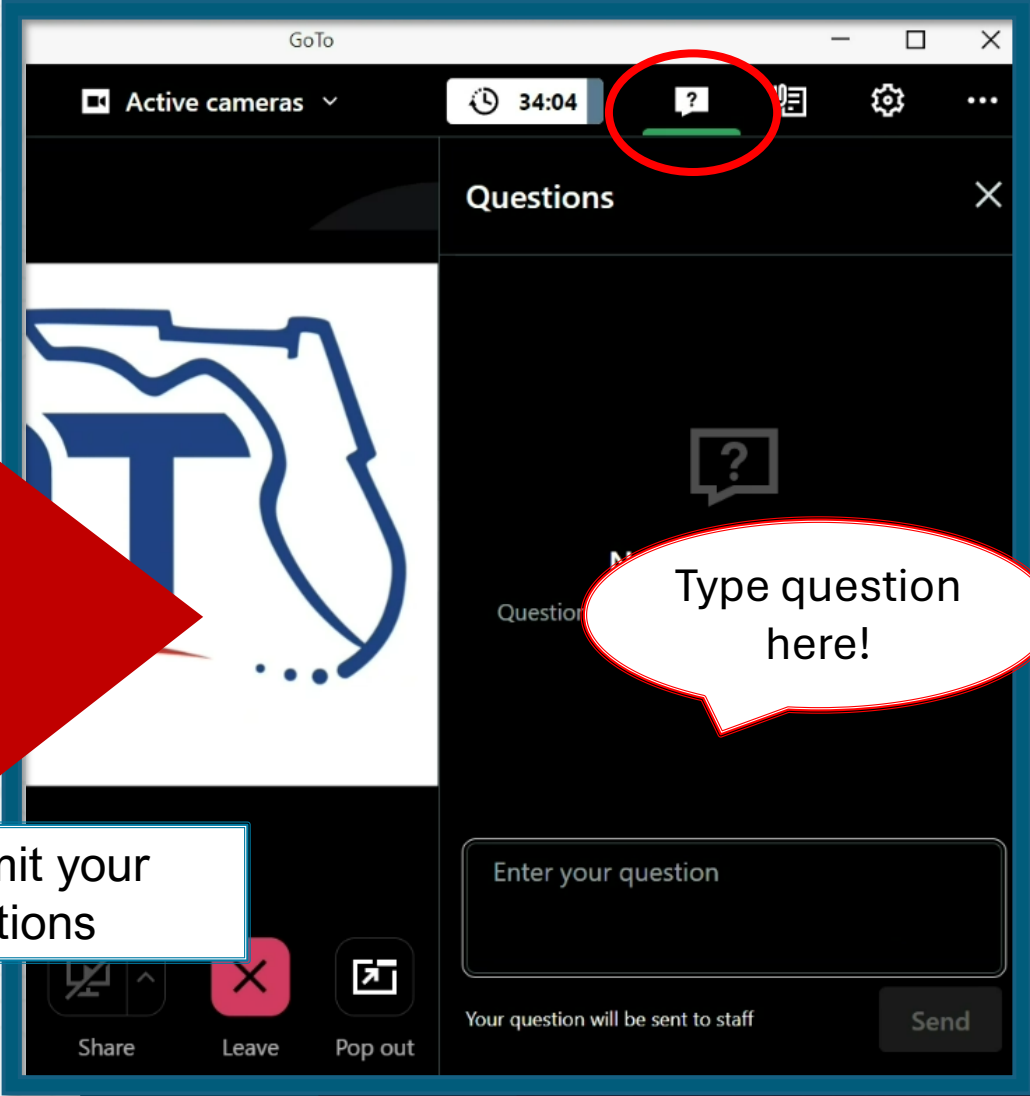 GoTo
Active cameras
34:04
?
Questions
T
?
Type question
here!
your
Enter your question
Your question will be sent to staff
Send
Share
Leave
Pop out